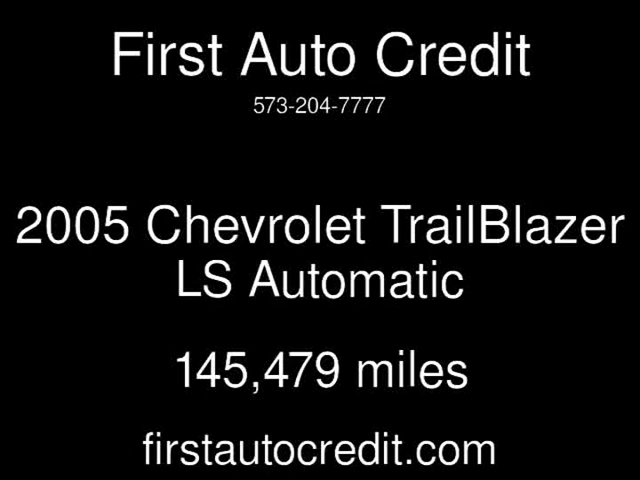 First Auto Credit
573-204-7777
2005 Chevrolet TrailBlazer
LS Automatic
145,479 miles
firstautocredit.com